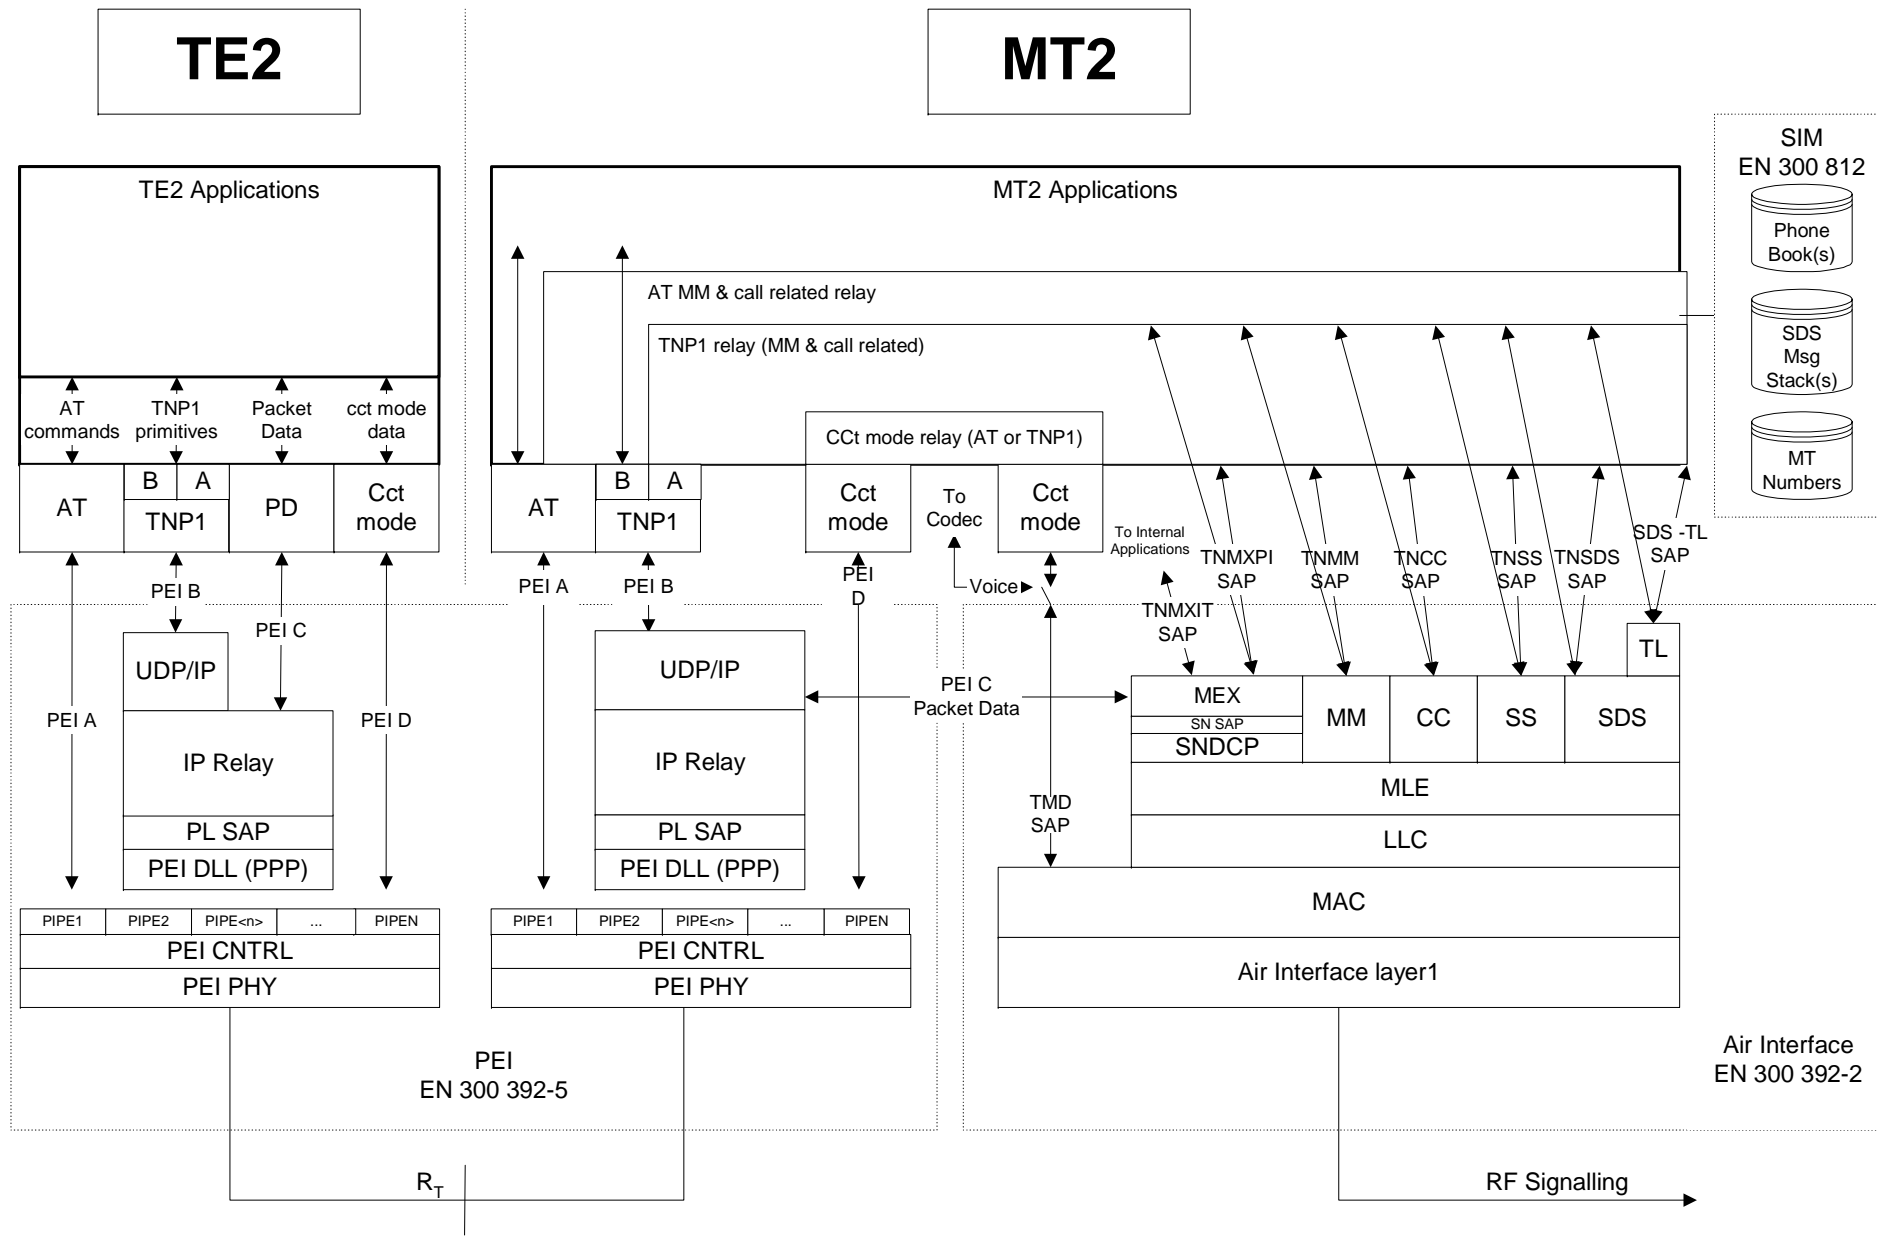 TE2
MT2
SIM
EN 300 812
Phone
Book(s)
SDS
Msg
Stack(s)
MT
Numbers
TE2 Applications
AT
commands
TNP1
primitives
Packet
Data
cct mode
data
AT
B
A
TNP1
PD
Cct
mode
MT2 Applications
AT MM & call related relay
TNP1 relay (MM & call related)
CCt mode relay (AT or TNP1)
AT
B
A
TNP1
Cct
mode
To
Codec
Cct
mode
To Internal
Applications
TNMXPI
SAP
TNMM
SAP
TNCC
SAP
TNSS
SAP
TNSDS
SAP
SDS -TL
SAP
PEI A
PEI B
PEI C
PEI D
UDP/IP
IP Relay
PL SAP
PEI DLL (PPP)
PIPE1
PIPE2
PIPE<n>
...
PIPEN
PEI CNTRL
PEI PHY
PEI A
PEI B
PEI
D
Voice
UDP/IP
IP Relay
PL SAP
PEI DLL (PPP)
PIPE1
PIPE2
PIPE<n>
...
PIPEN
PEI CNTRL
PEI PHY
PEI C
Packet Data
TNMXIT
SAP
TMD
SAP
TL
MEX
SN SAP
SNDCP
MM
CC
SS
SDS
MLE
LLC
MAC
Air Interface layer1
PEI
EN 300 392-5
Air Interface
EN 300 392-2
RT
RF Signalling